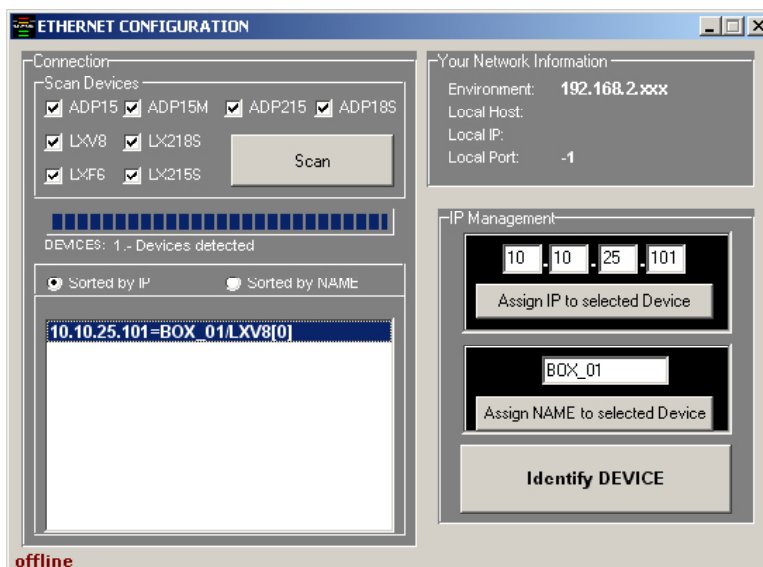 ETHERNET CONFIGURATION
Connection
Scan Devices
ADP15 ADP15M ADP215 ADP18S
LXV8 LX218S
LXF6 LX215S
Scan
DEVICES: 1.- Devices detected
Sorted by IP Sorted by NAME
10.10.25.101=BOX_01/LXV8[0]
offline
Your Network Information
Environment: 192.168.2.xxx
Local Host:
Local IP:
Local Port: -1
IP Management
10 . 10 . 25 . 101
Assign IP to selected Device
BOX_01
Assign NAME to selected Device
Identify DEVICE